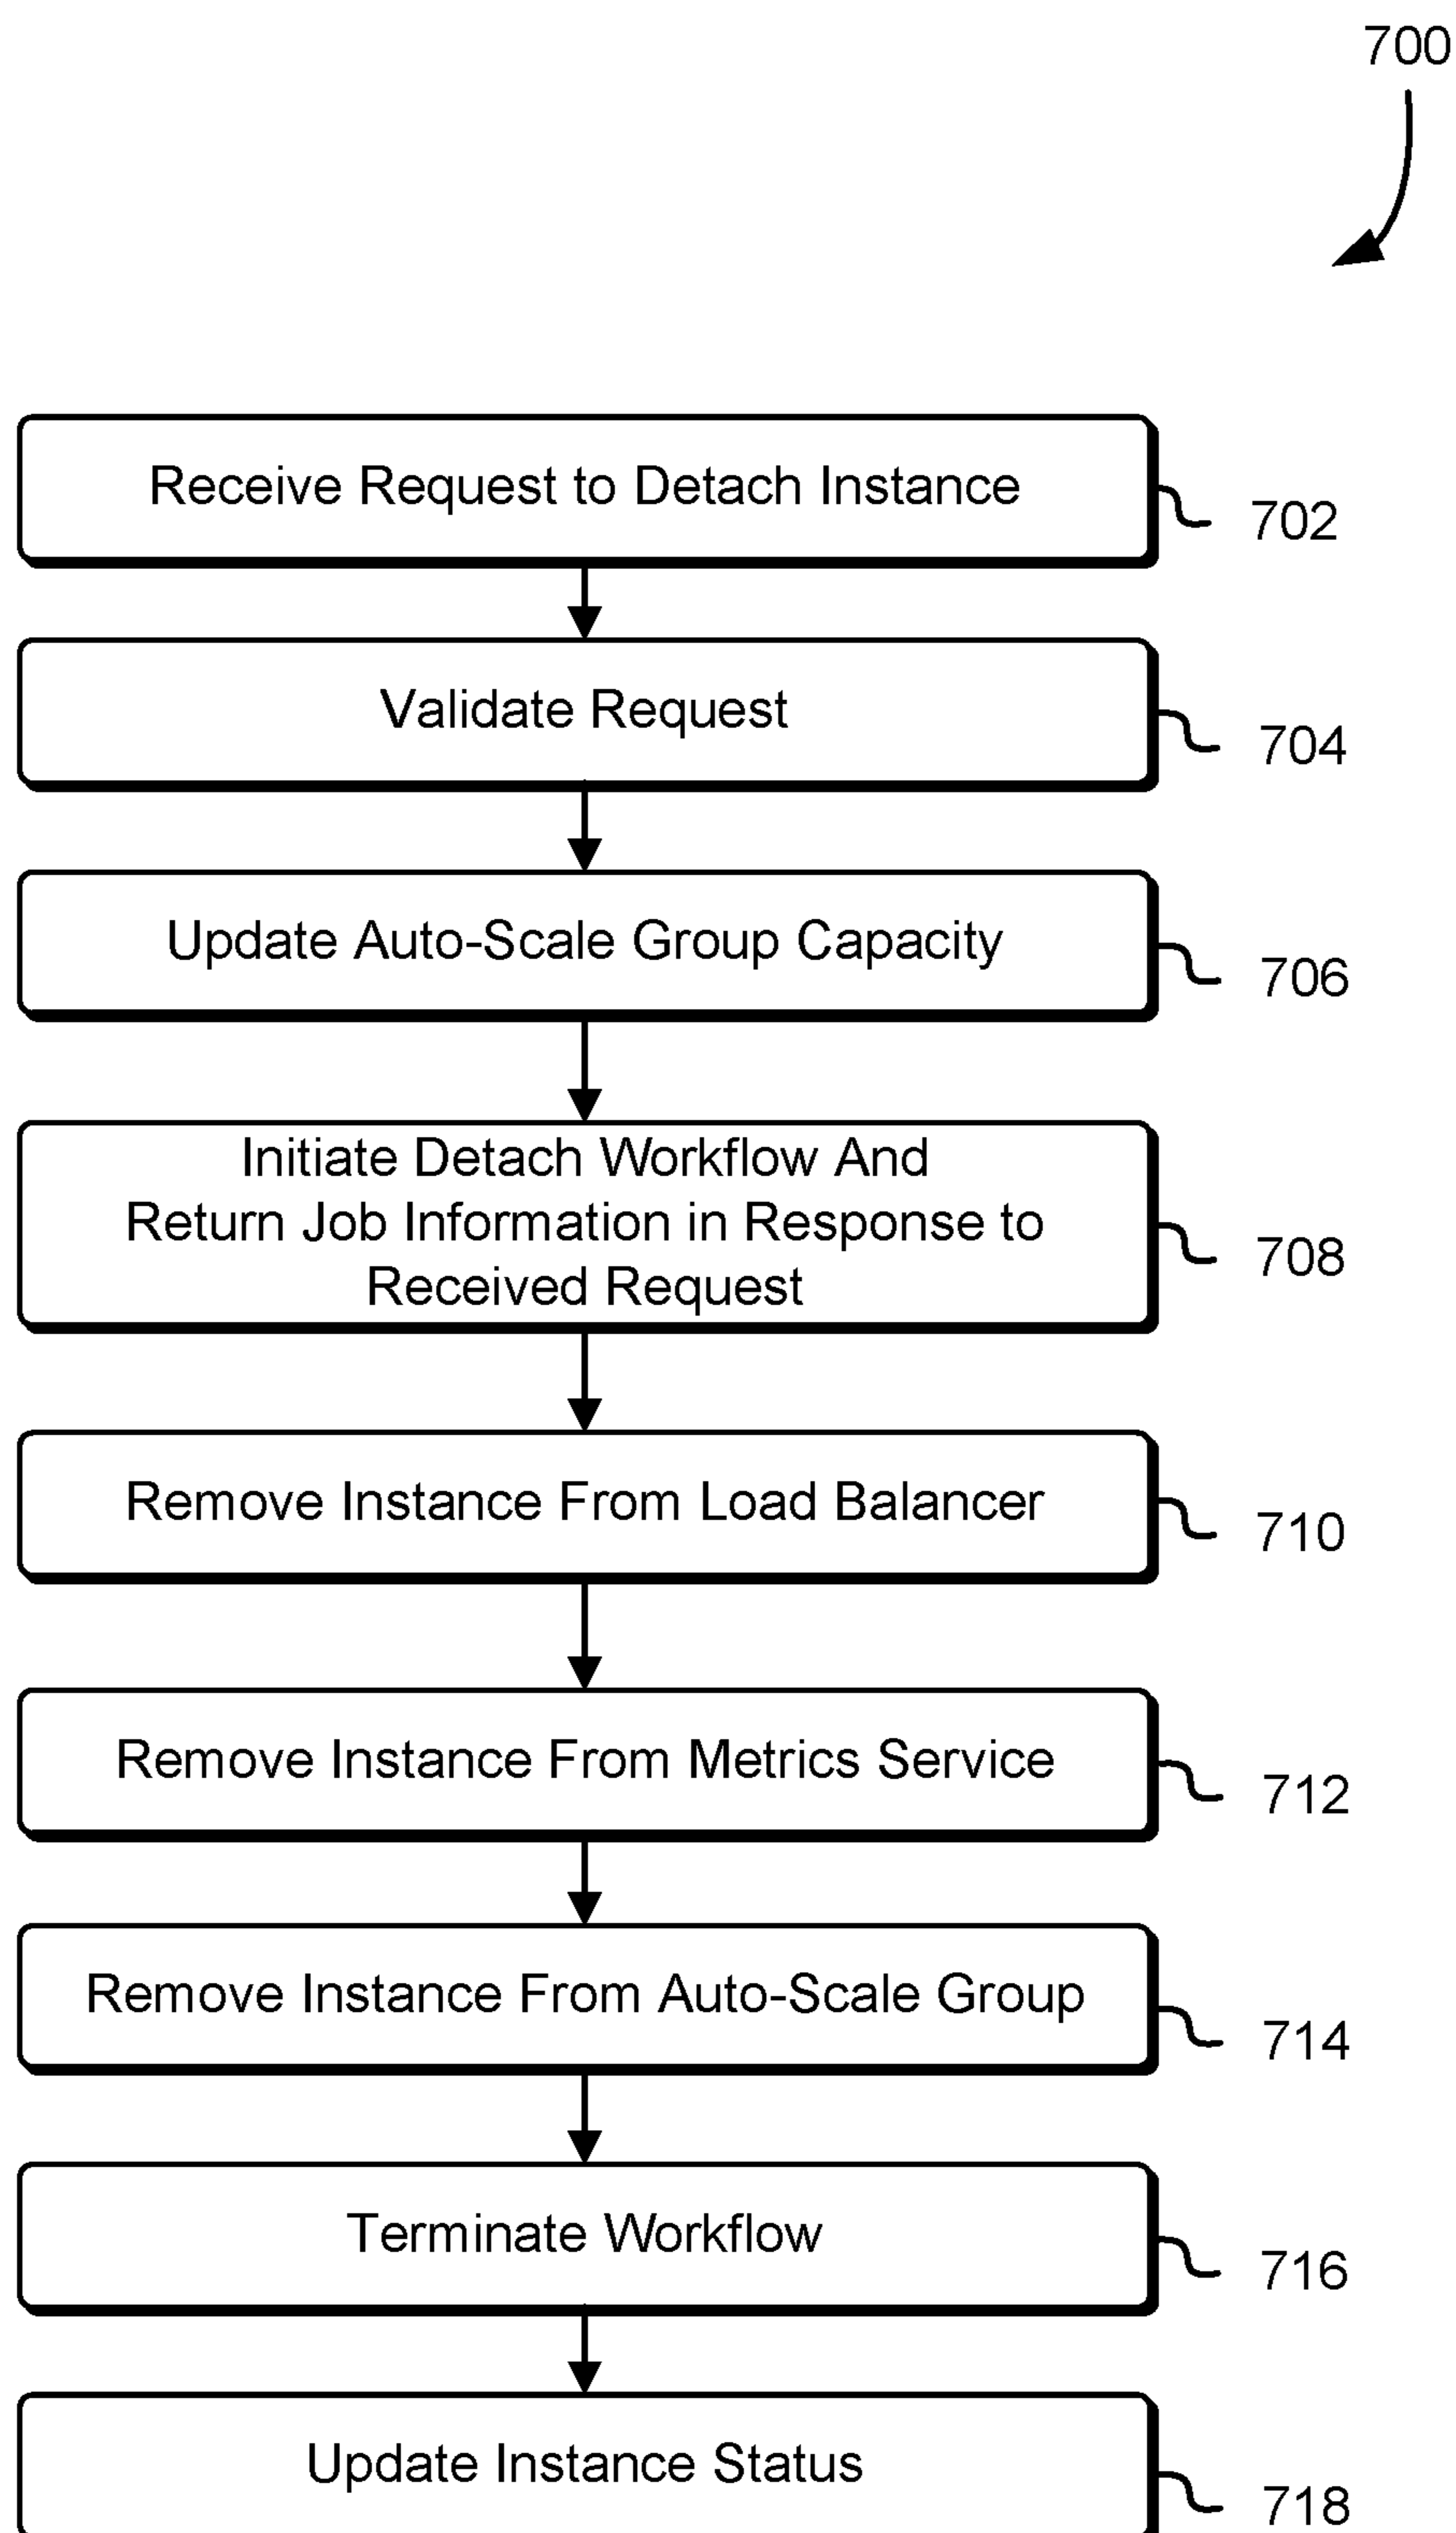 700
Receive Request to Detach Instance
702
Validate Request
704
Update Auto-Scale Group Capacity
706
Initiate Detach Workflow And
Return Job Information in Response to
Received Request
708
Remove Instance From Load Balancer
710
Remove Instance From Metrics Service
712
Remove Instance From Auto-Scale Group
714
Terminate Workflow
716
Update Instance Status
718